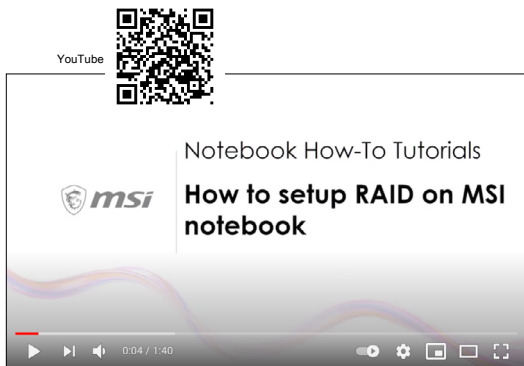 YouTube
Notebook How-To Tutorials
msi
How to setup RAID on MSI
notebook
0:04 / 1:40